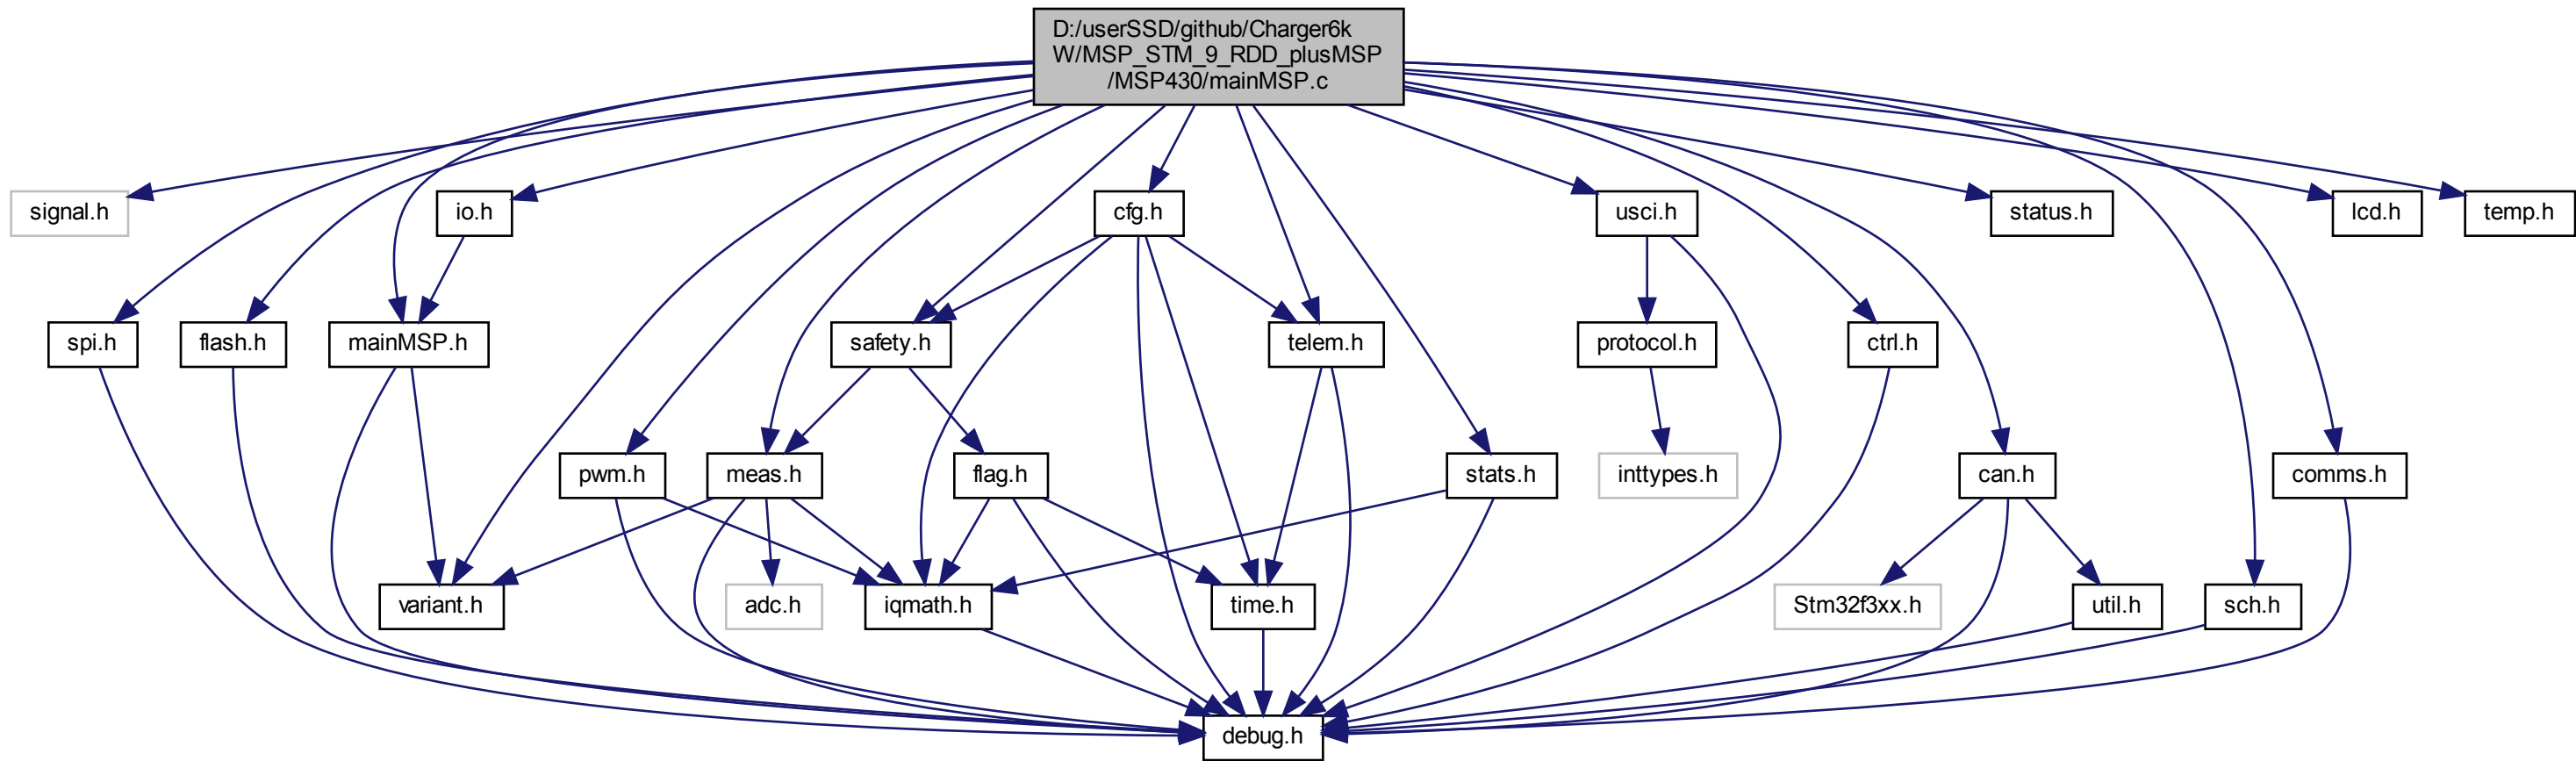 D:/userSSD/github/Charger6k
W/MSP_STM_9_RDD_plusMSP
/MSP430/mainMSP.c
signal.h
io.h
cfg.h
usci.h
status.h
lcd.h
temp.h
spi.h
flash.h
mainMSP.h
safety.h
telem.h
protocol.h
ctrl.h
pwm.h
meas.h
flag.h
stats.h
inttypes.h
can.h
comms.h
variant.h
adc.h
iqmath.h
time.h
Stm32f3xx.h
util.h
sch.h
debug.h